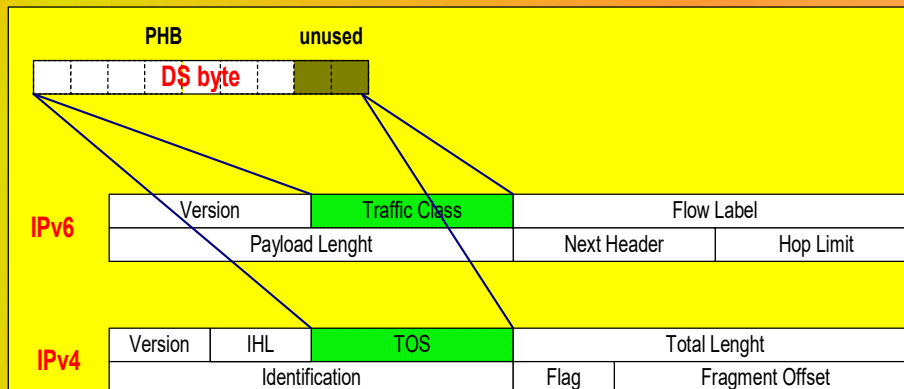 PHB unused
DS byte
IPv6
Version Traffic Class Flow Label
Payload Lenght Next Header Hop Limit
IPv4
Version IHL TOS Total Lenght
Identification Flag Fragment Offset